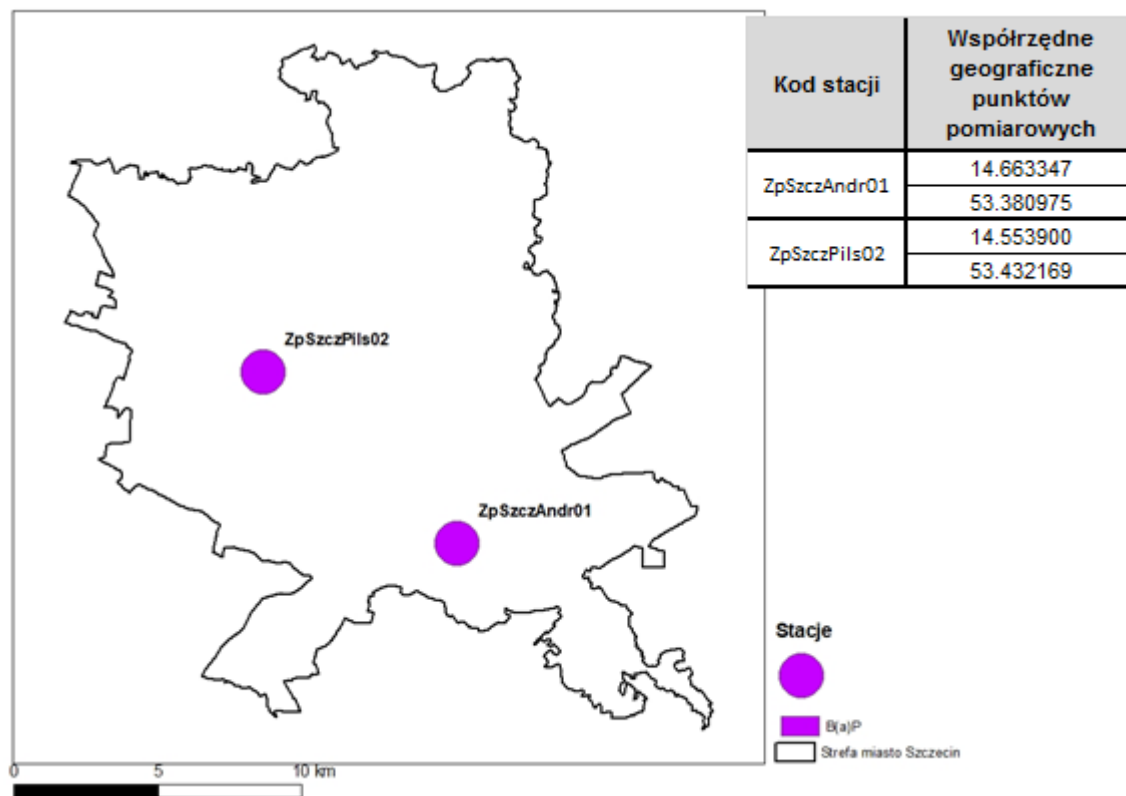 Kod stacji
Współrzędne
geograficzne
punktów
pomiarowych
ZpSzczAndr01
14.663347
53.380975
ZpSzczPils02
14.553900
53.432169
ZpSzczPils02
ZpSzczAndr01
Stacje
B(a)P
Strefa miasto Szczecin
0 5 10 km